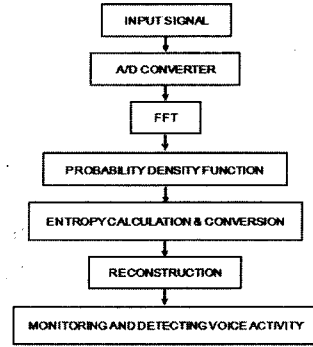 INPUT SIGNAL
A/D CONVERTER
FFT
PROBABILITY DENSITY FUNCTION
ENTROPY CALCULATION & CONVERSION
RECONSTRUCTION
MONITORING AND DETECTING VOICE ACTIVITY